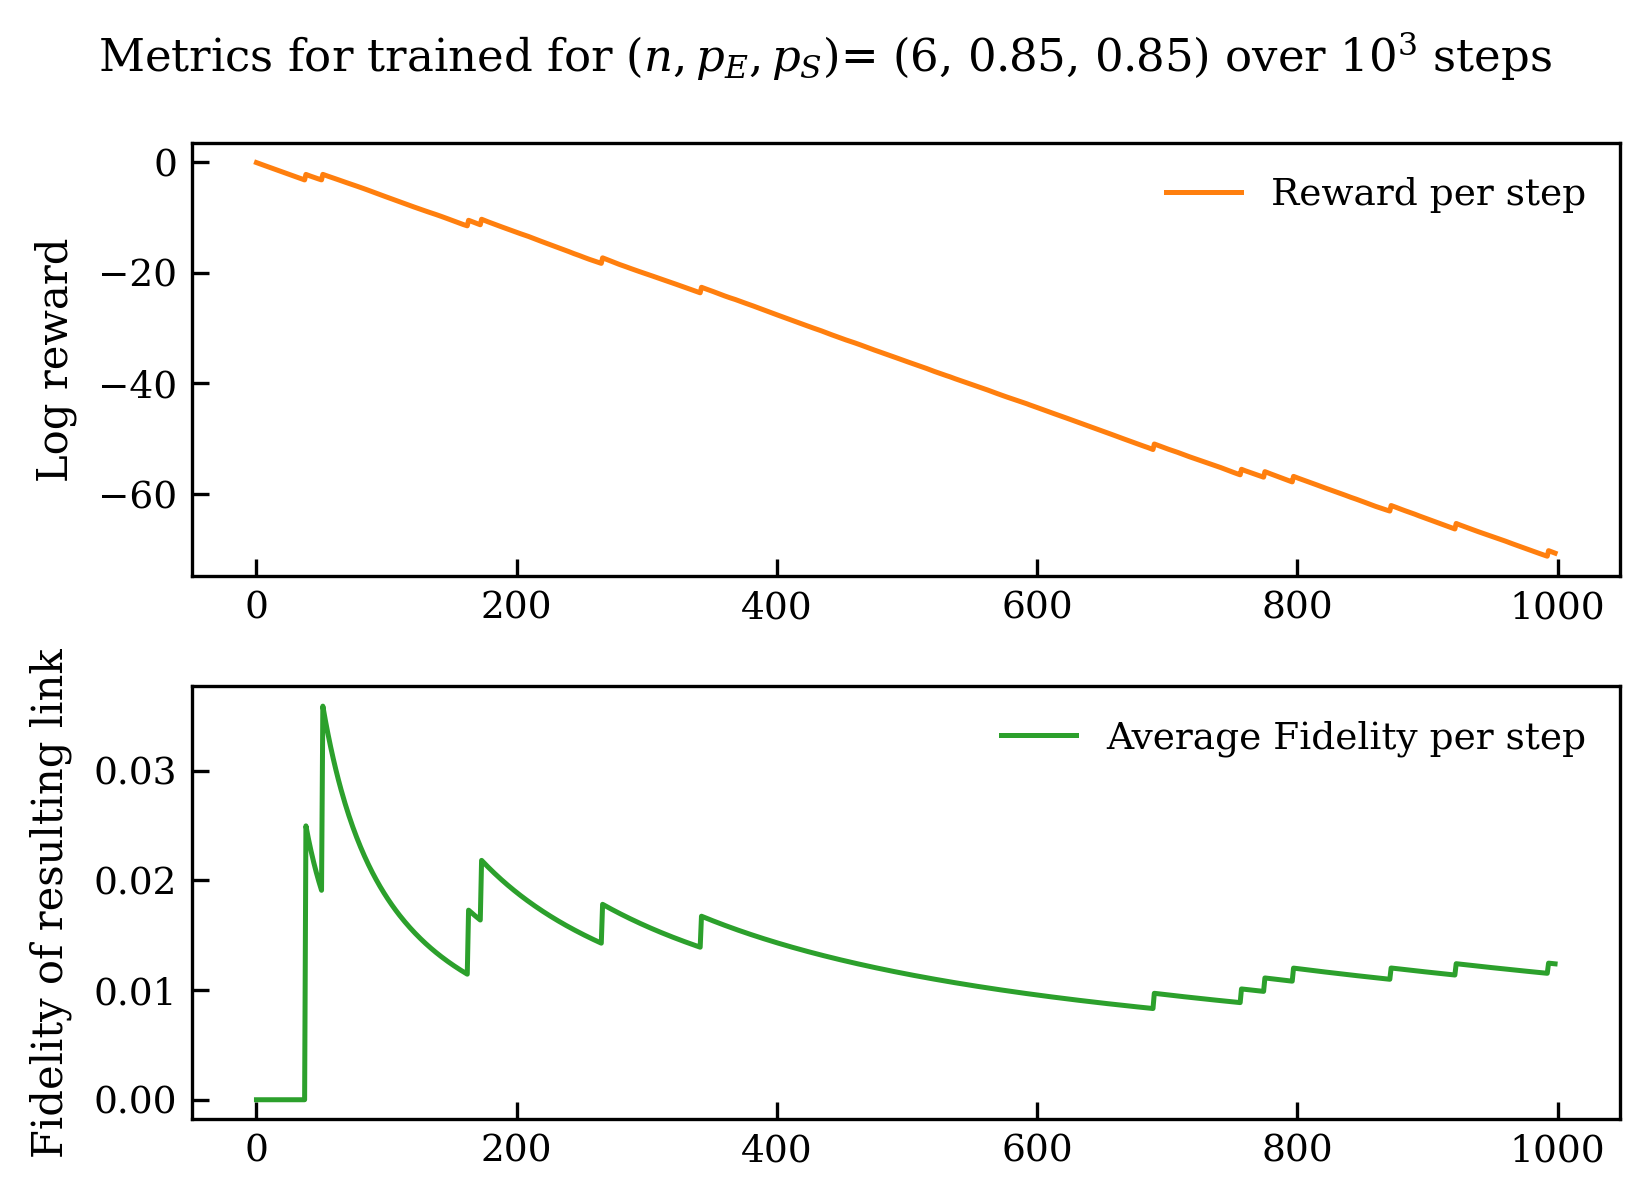 Metrics for trained for (n, p_E, p_S)= (6, 0.85, 0.85) over 10³ steps
Log reward
0
−20
−40
−60
Reward per step
0 200 400 600 800 1000
Fidelity of resulting link
0.03
0.02
0.01
0.00
Average Fidelity per step
0 200 400 600 800 1000